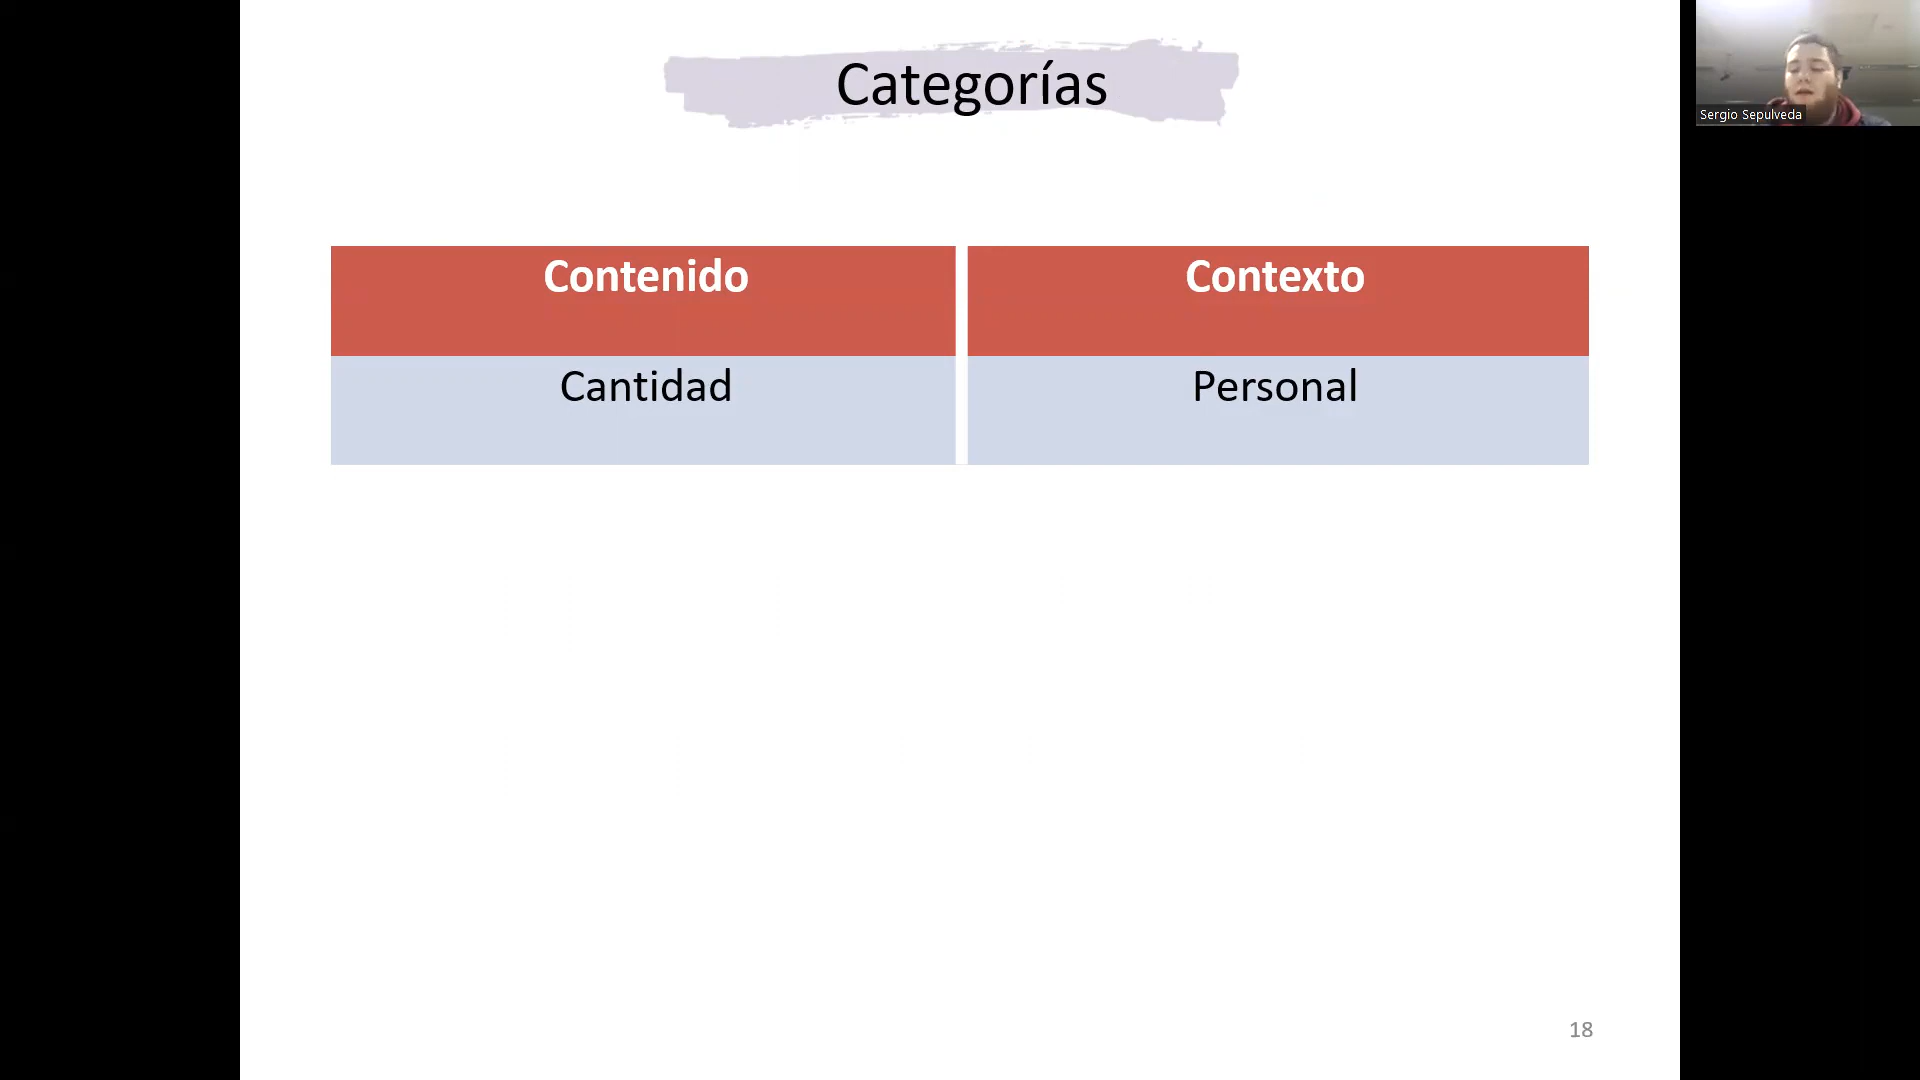 Categorías
Sergio Sepulveda
Contenido Contexto
Cantidad Personal
18